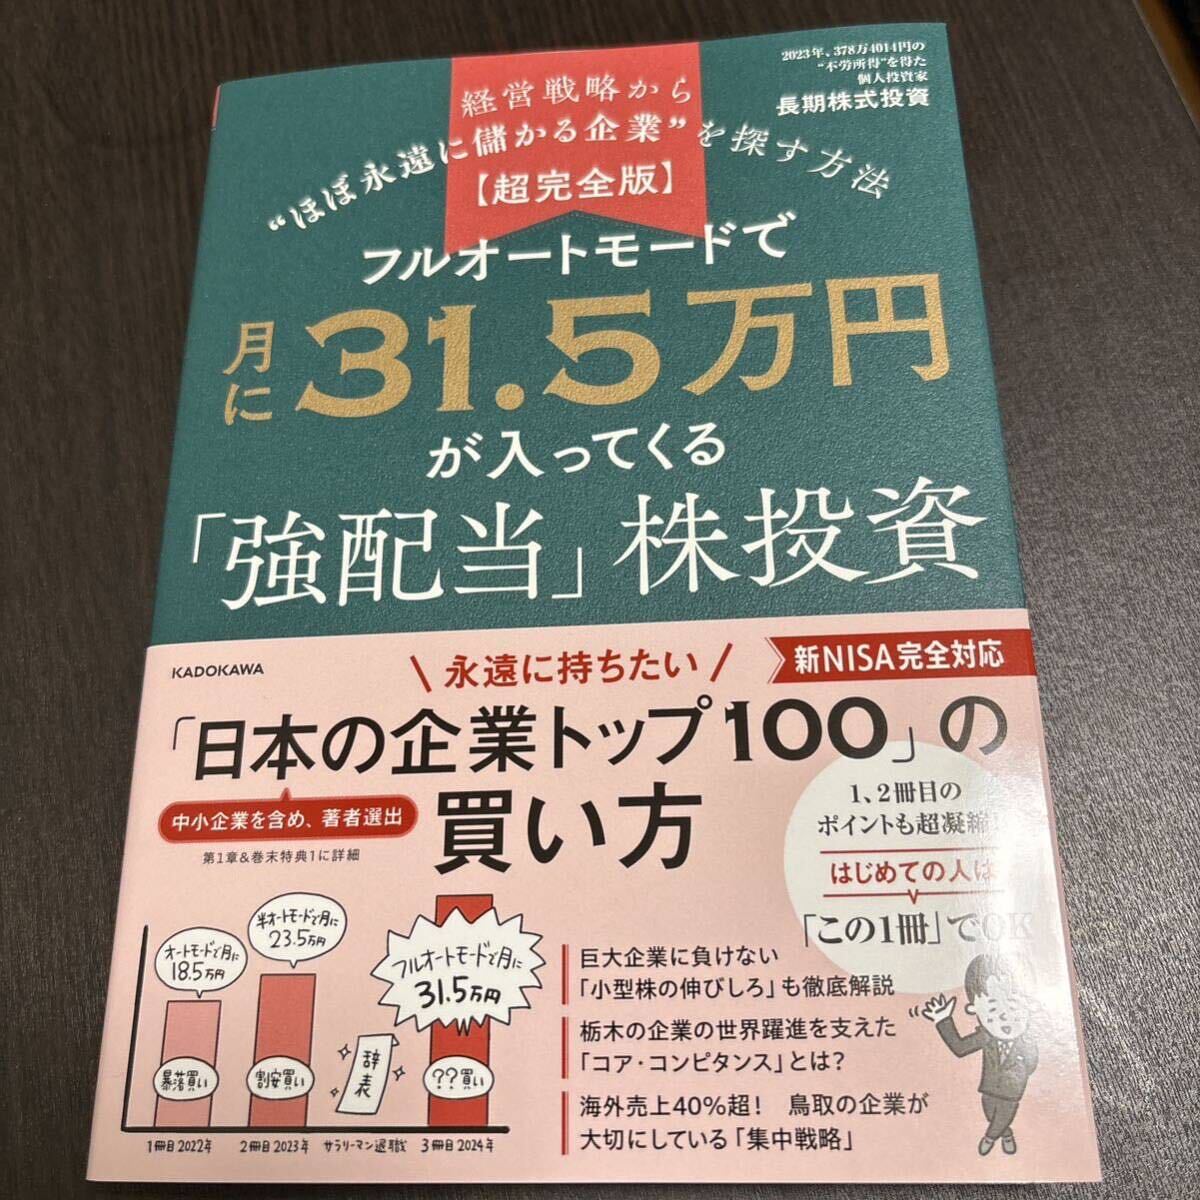 2023年、378万4014円の
“不労所得”を得た
個人投資家
長期株式投資
経営戦略から
“ほぼ永遠に儲かる企業”を探す方法
【超完全版】
フルオートモードで
月に31.5万円
が入ってくる
「強配当」株投資
KADOKAWA
永遠に持ちたい
新NISA完全対応
「日本の企業トップ100」の
買い方
中小企業を含め、著者選出
第1章&巻末特典1に詳細
1、2冊目の
ポイントも超凝縮!
はじめての人は
「この1冊」でOK
オートモードで月に
18.5万円
半オートモードで月に
23.5万円
フルオートモードで月に
31.5万円
暴落買い
割安買い
辞表
??買い
1冊目2022年
2冊目2023年
サラリーマン退職
3冊目2024年
巨大企業に負けない
「小型株の伸びしろ」も徹底解説
栃木の企業の世界躍進を支えた
「コア・コンピタンス」とは?
海外売上40%超! 鳥取の企業が
大切にしている「集中戦略」